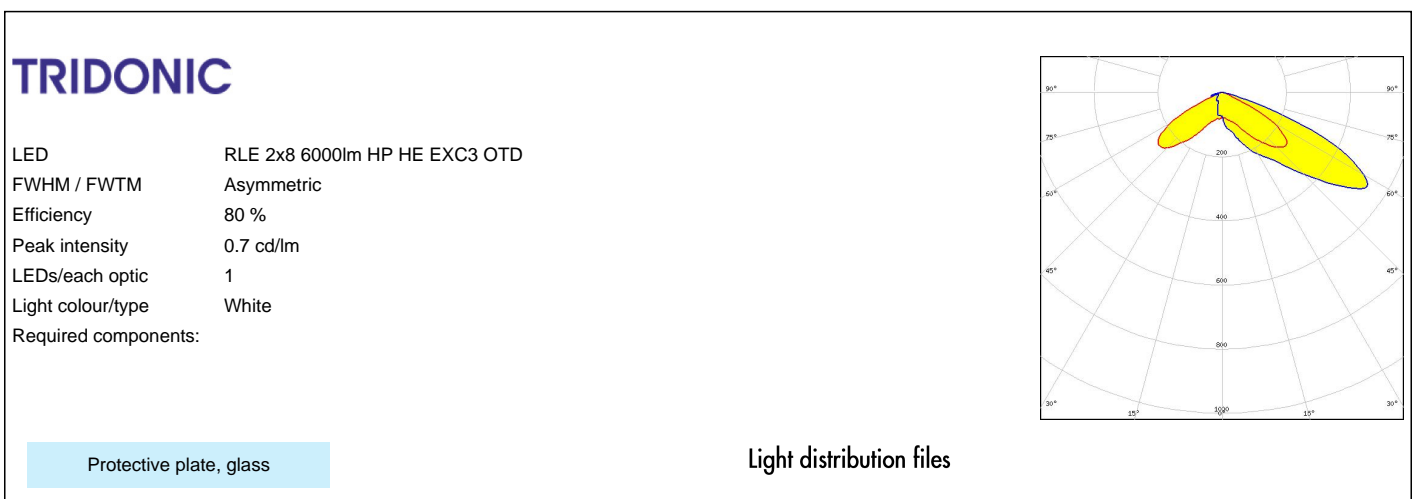 TRIDONIC
LED RLE 2x8 6000lm HP HE EXC3 OTD
FWHM / FWTM Asymmetric
Efficiency 80 %
Peak intensity 0.7 cd/lm
LEDs/each optic 1
Light colour/type White
Required components:
Protective plate, glass
Light distribution files
90° 90°
75° 75°
200
60° 60°
400
45° 45°
600
800
30° 30°
15° 1000 15°
0°